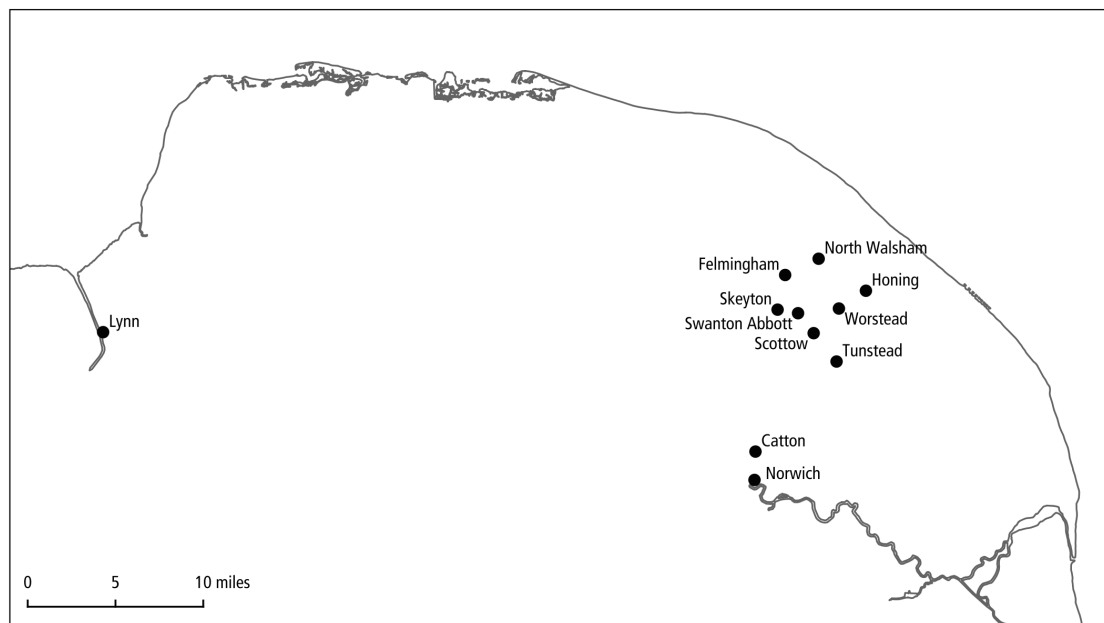 North Walsham
Felmingham
Honing
Skeyton
Swanton Abbott
Worstead
Lynn
Scottow
Tunstead
Catton
Norwich
0 5 10 miles